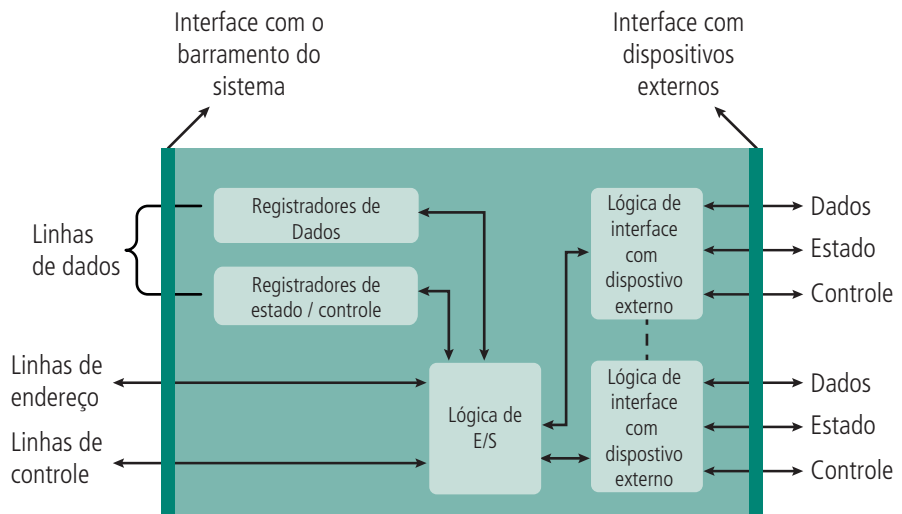 Interface com o
barramento do
sistema
Interface com
dispositivos
externos
Linhas
de dados
Registradores de
Dados
Registradores de
estado / controle
Linhas de
endereço
Linhas de
controle
Lógica de
E/S
Lógica de
interface
com
dispostivo
externo
Dados
Estado
Controle
Lógica de
interface
com
dispostivo
externo
Dados
Estado
Controle